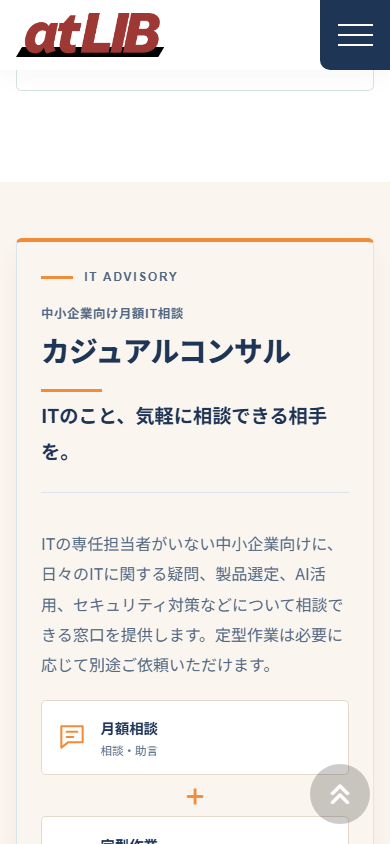 atLIB
IT ADVISORY
中小企業向け月額IT相談
カジュアルコンサル
ITのこと、気軽に相談できる相手
を。
ITの専任担当者がいない中小企業向けに、
日々のITに関する疑問、製品選定、AI活
用、セキュリティ対策などについて相談で
きる窓口を提供します。定型作業は必要に
応じて別途ご依頼いただけます。
月額相談
相談・助言
+
定型作業